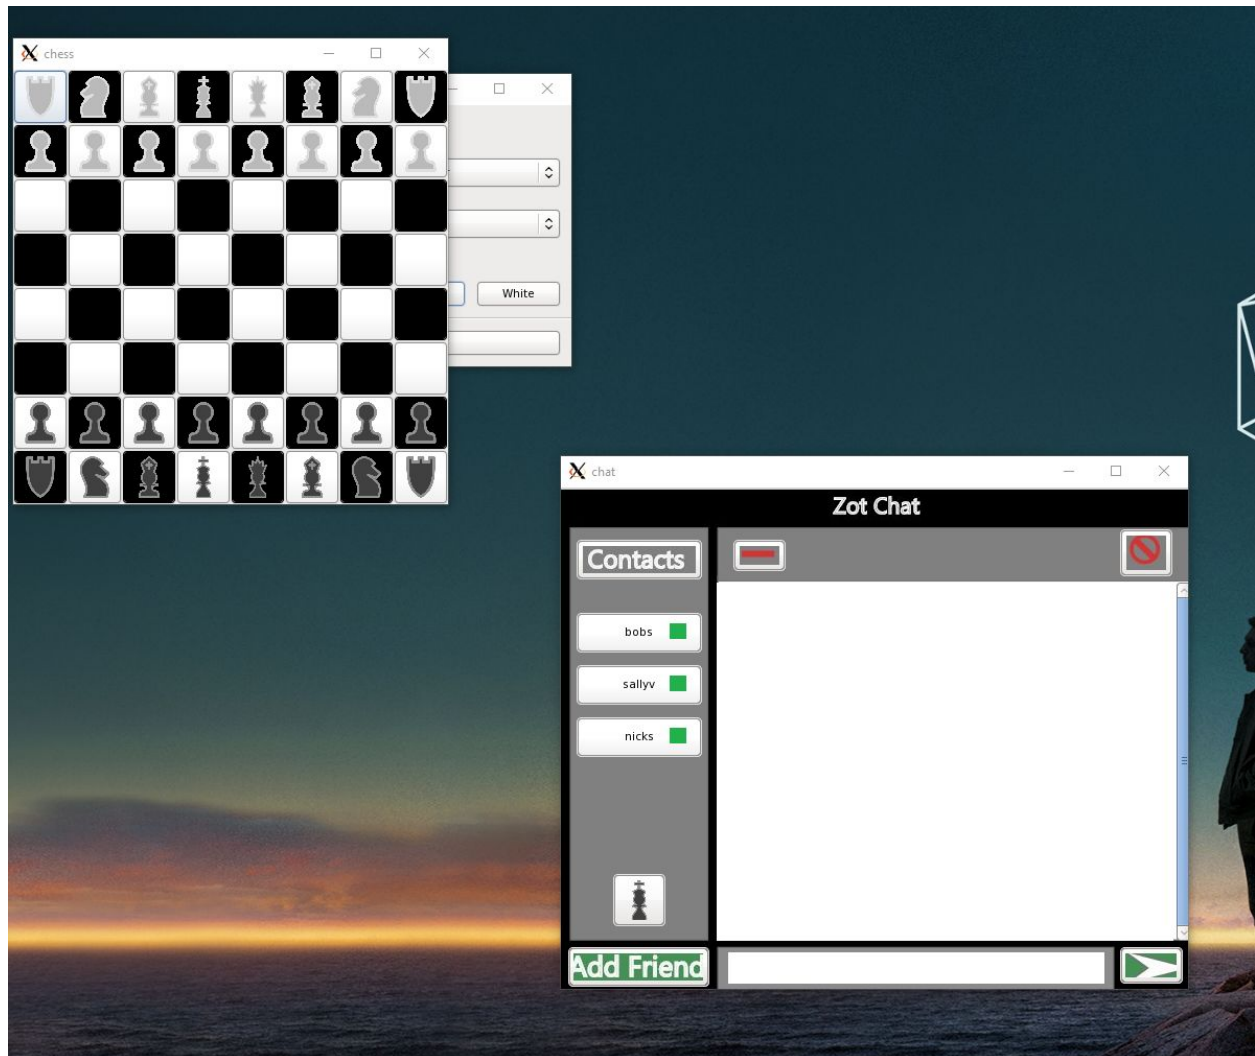 chess
White
chat
Zot Chat
Contacts
bobs
sallyv
nicks
Add Friend